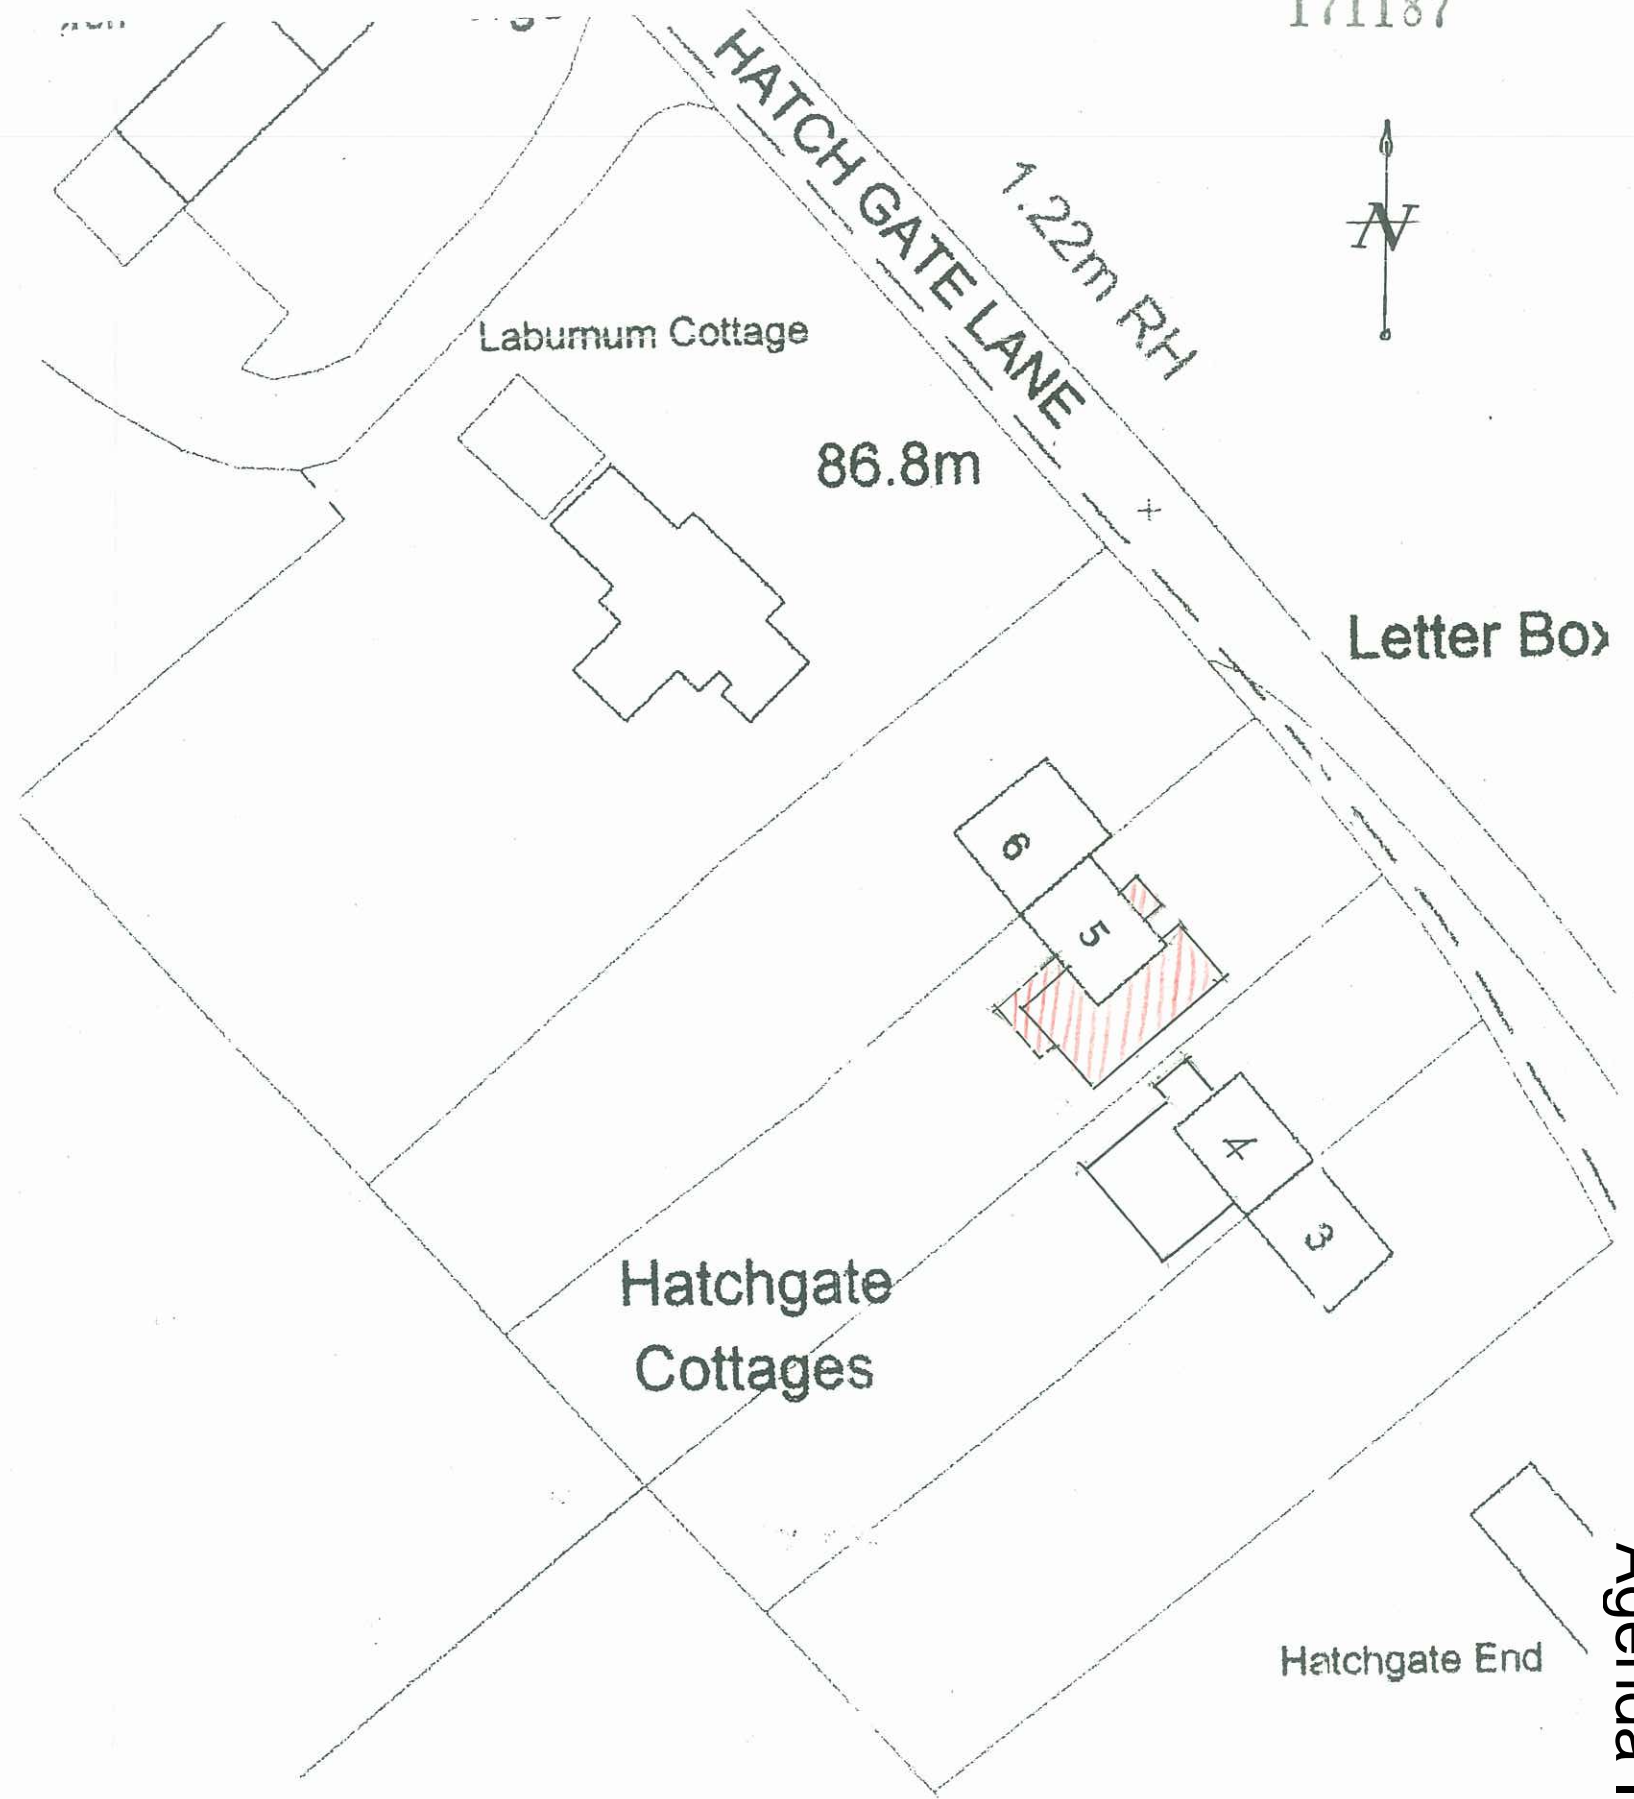 171187
HATCH GATE LANE
1.22m RH
N
Laburnum Cottage
86.8m
Letter Box
6
5
4
3
Hatchgate
Cottages
Hatchgate End
Agenda